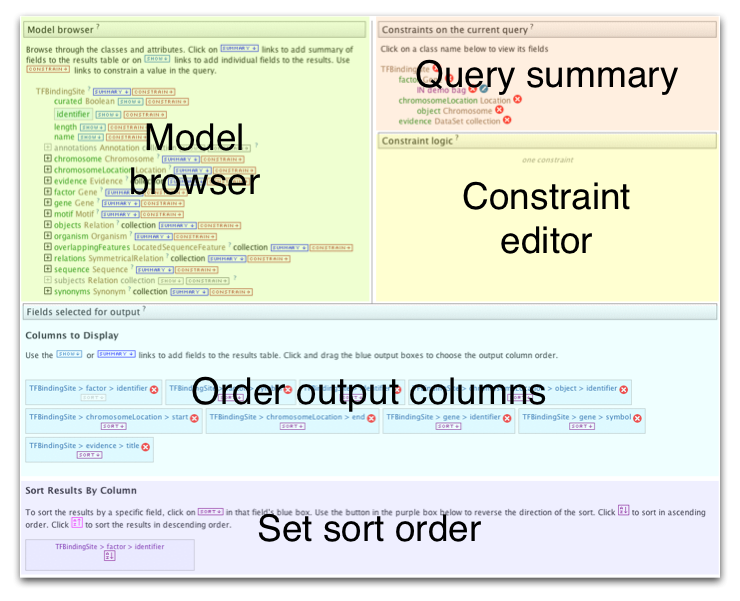 Model browser ?
Browse through the classes and attributes. Click on SUMMARY links to add summary of
fields to the results table or on SHOW links to add individual fields to the results. Use
CONSTRAIN links to constrain a value in the query.
TFBindingSite ? SUMMARY CONSTRAIN
curated Boolean SHOW CONSTRAIN
identifier SHOW CONSTRAIN
length SHOW CONSTRAIN
name SHOW CONSTRAIN
annotations Annotation
chromosome Chromosome ? SUMMARY CONSTRAIN
chromosomeLocation Location ? SUMMARY CONSTRAIN
evidence Evidence ? collection SUMMARY CONSTRAIN
factor Gene ? SUMMARY CONSTRAIN
gene Gene ? SUMMARY CONSTRAIN
motif Motif ? SUMMARY CONSTRAIN
objects Relation ? collection SUMMARY CONSTRAIN
organism Organism ? SUMMARY CONSTRAIN
overlappingFeatures LocatedSequenceFeature ? collection SUMMARY CONSTRAIN
relations SymmetricalRelation ? collection SUMMARY CONSTRAIN
sequence Sequence ? SUMMARY CONSTRAIN
subjects Relation collection SHOW CONSTRAIN ?
synonyms Synonym ? collection SUMMARY CONSTRAIN
Model
browser
Constraints on the current query ?
Click on a class name below to view its fields
TFBindingSite
factor
IN demo bag
chromosomeLocation Location
object Chromosome
evidence DataSet collection
Query summary
Constraint logic ?
one constraint
Constraint
editor
Fields selected for output ?
Columns to Display
Use the SHOW or SUMMARY links to add fields to the results table. Click and drag the blue output boxes to choose the output column order.
TFBindingSite > factor > identifier
SORT
TFBindingSite > object > identifier
TFBindingSite > chromosomeLocation > start TFBindingSite > chromosomeLocation > end TFBindingSite > gene > identifier TFBindingSite > gene > symbol
SORT SORT SORT SORT
TFBindingSite > evidence > title
SORT
Order output columns
Sort Results By Column
To sort the results by a specific field, click on SORT in that field's blue box. Use the button in the purple box below to reverse the direction of the sort. Click to sort in ascending
order. Click to sort the results in descending order.
TFBindingSite > factor > identifier
Set sort order